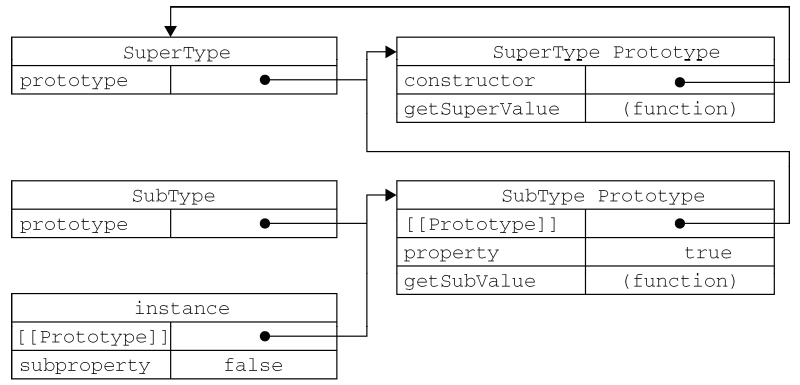 SuperType
prototype
SuperType Prototype
constructor
getSuperValue (function)
SubType
prototype
SubType Prototype
[[Prototype]]
property true
getSubValue (function)
instance
[[Prototype]]
subproperty false